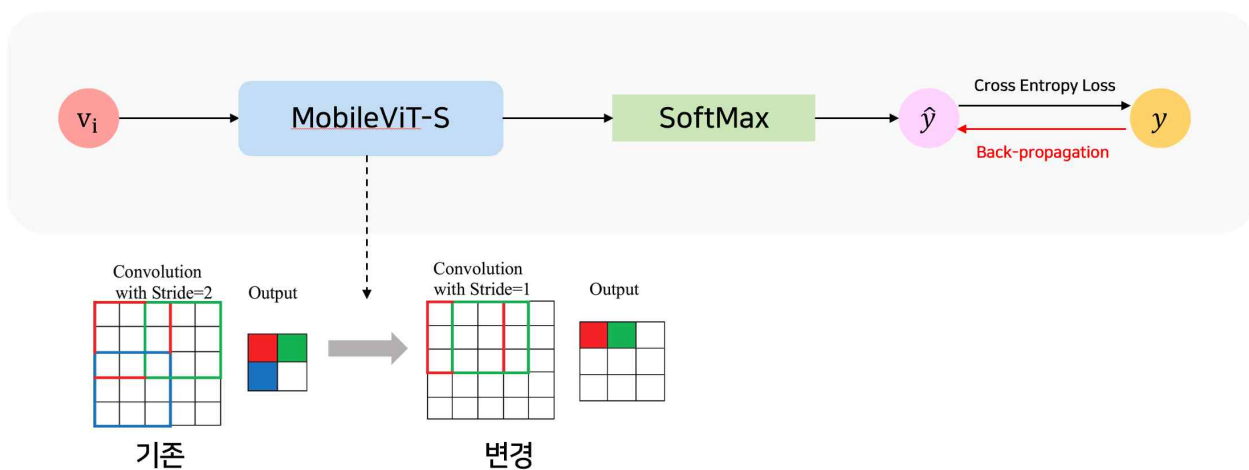 v_i
MobileViT-S
SoftMax
ŷ
Cross Entropy Loss
Back-propagation
y
Convolution
with Stride=2
Output
Convolution
with Stride=1
Output
기존
변경